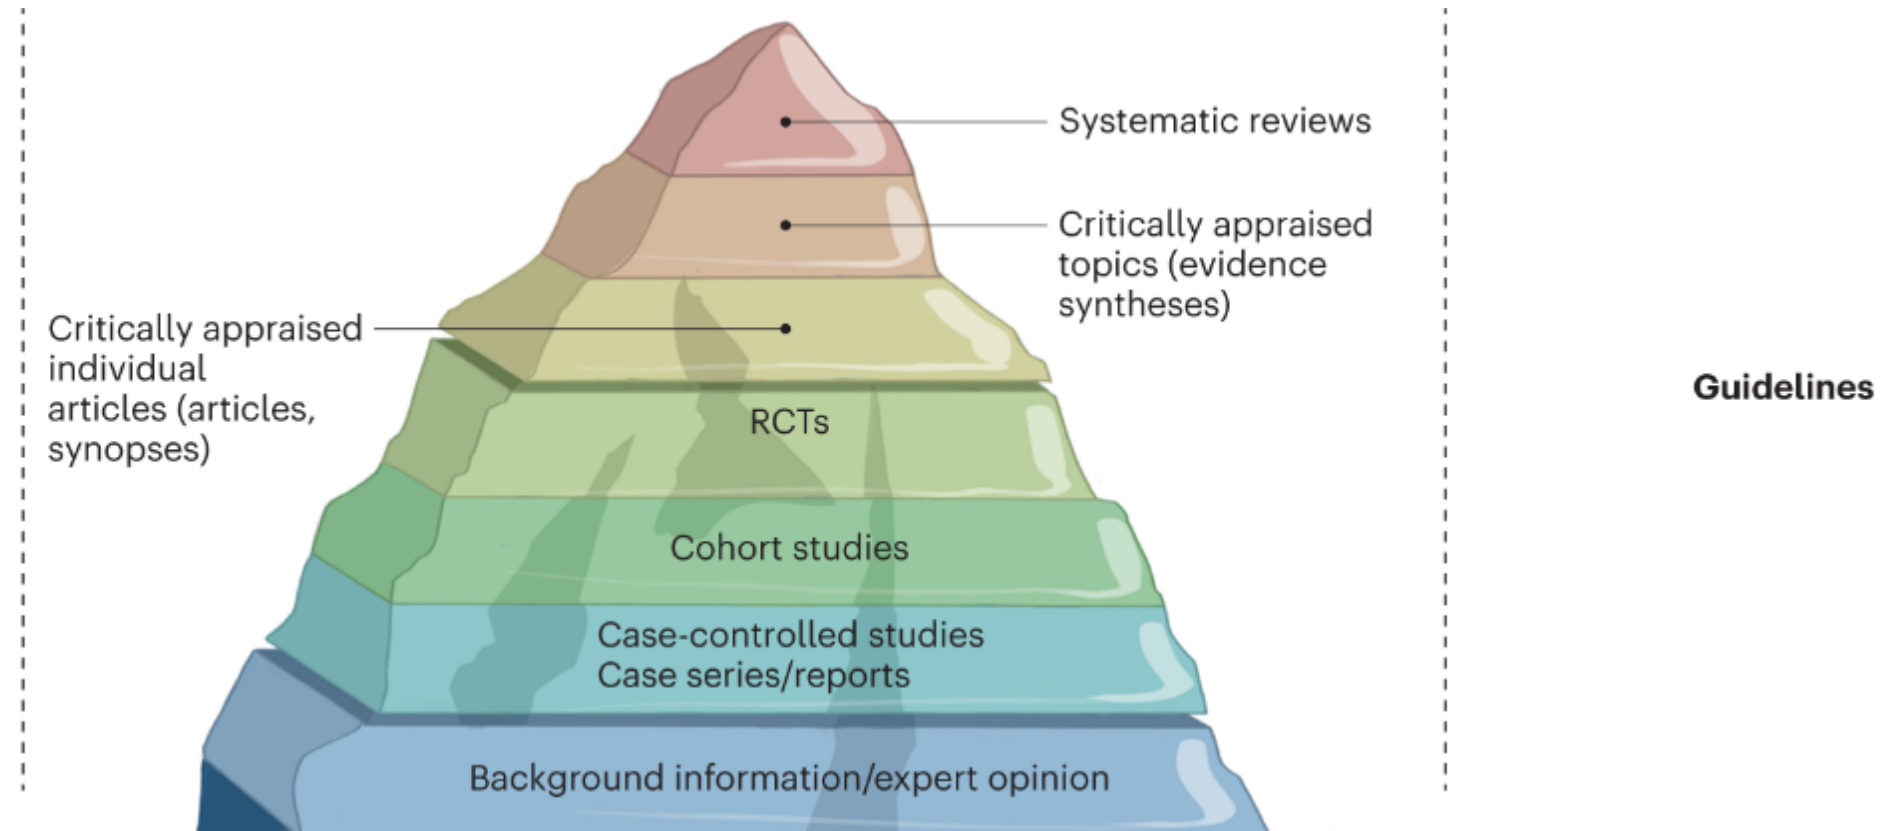 Systematic reviews
Critically appraised
topics (evidence
syntheses)
Critically appraised
individual
articles (articles,
synopses)
Guidelines
RCTs
Cohort studies
Case-controlled studies
Case series/reports
Background information/expert opinion